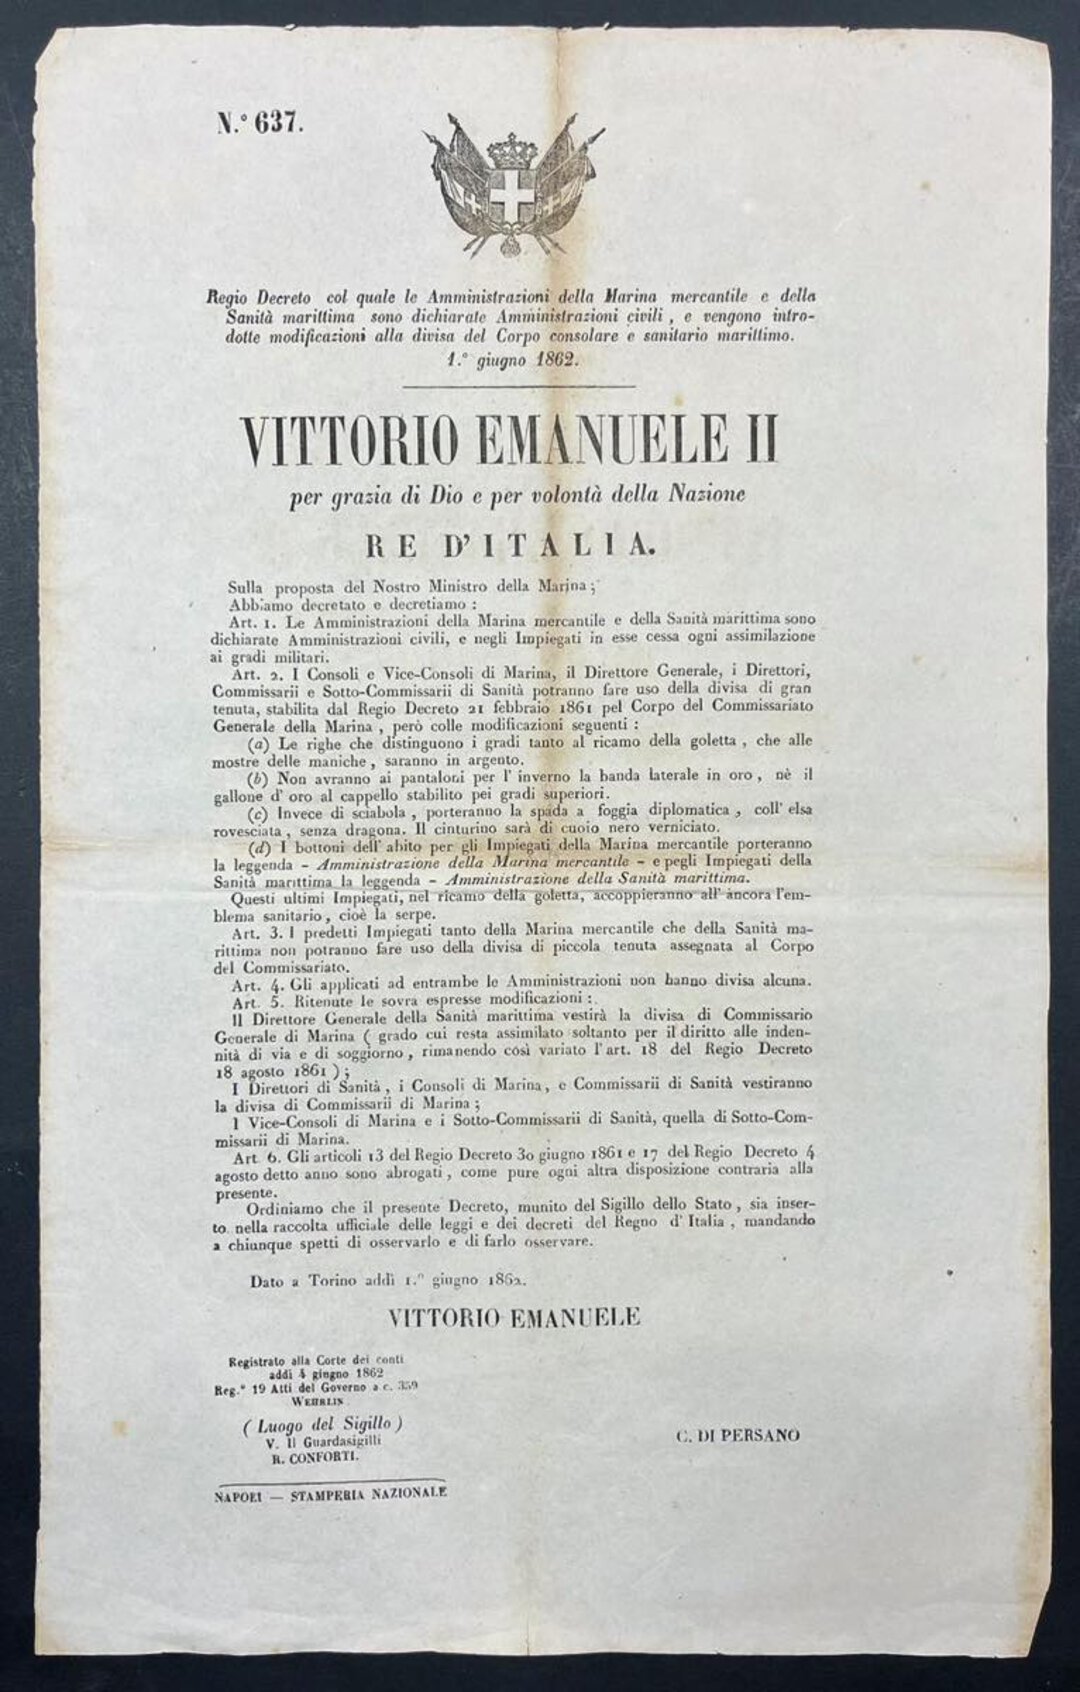 N.° 637.
Regio Decreto col quale le Amministrazioni della Marina mercantile e della
Sanità marittima sono dichiarate Amministrazioni civili, e vengono intro-
dotte modificazioni alla divisa del Corpo consolare e sanitario marittimo.
1.° giugno 1862.
VITTORIO EMANUELE II
per grazia di Dio e per volontà della Nazione
RE D'ITALIA.
Sulla proposta del Nostro Ministro della Marina;
Abbiamo decretato e decretiamo:
Art. 1. Le Amministrazioni della Marina mercantile e della Sanità marittima sono
dichiarate Amministrazioni civili, e negli Impiegati in esse cessa ogni assimilazione
ai gradi militari.
Art. 2. I Consoli e Vice-Consoli di Marina, il Direttore Generale, i Direttori,
Commissarii e Sotto-Commissarii di Sanità potranno fare uso della divisa di gran
tenuta, stabilita dal Regio Decreto 21 febbraio 1861 pel Corpo del Commissariato
Generale della Marina, però colle modificazioni seguenti:
(a) Le righe che distinguono i gradi tanto al ricamo della goletta, che alle
mostre delle maniche, saranno in argento.
(b) Non avranno ai pantaloni per l'inverno la banda laterale in oro, nè il
gallone d'oro al cappello stabilito pei gradi superiori.
(c) Invece di sciabola, porteranno la spada a foggia diplomatica, coll'elsa
rovesciata, senza dragona. Il cinturino sarà di cuoio nero verniciato.
(d) I bottoni dell'abito per gli Impiegati della Marina mercantile porteranno
la leggenda - Amministrazione della Marina mercantile - e pegli Impiegati della
Sanità marittima la leggenda - Amministrazione della Sanità marittima.
Questi ultimi Impiegati, nel ricamo della goletta, accoppieranno all'àncora l'em-
blema sanitario, cioè la serpe.
Art. 3. I predetti Impiegati tanto della Marina mercantile che della Sanità ma-
rittima non potranno fare uso della divisa di piccola tenuta assegnata al Corpo
del Commissariato.
Art. 4. Gli applicati ad entrambe le Amministrazioni non hanno divisa alcuna.
Art. 5. Ritenute le sovra espresse modificazioni:
Il Direttore Generale della Sanità marittima vestirà la divisa di Commissario
Generale di Marina (grado cui resta assimilato soltanto per il diritto alle inden-
nità di via e di soggiorno, rimanendo così variato l'art. 18 del Regio Decreto
18 agosto 1861);
I Direttori di Sanità, i Consoli di Marina, e Commissarii di Sanità vestiranno
la divisa di Commissarii di Marina;
I Vice-Consoli di Marina e i Sotto-Commissarii di Sanità, quella di Sotto-Com-
missarii di Marina.
Art. 6. Gli articoli 13 del Regio Decreto 30 giugno 1861 e 17 del Regio Decreto 4
agosto detto anno sono abrogati, come pure ogni altra disposizione contraria alla
presente.
Ordiniamo che il presente Decreto, munito del Sigillo dello Stato, sia inser-
to nella raccolta ufficiale delle leggi e dei decreti del Regno d'Italia, mandando
a chiunque spetti di osservarlo e di farlo osservare.
Dato a Torino addì 1.° giugno 1862.
VITTORIO EMANUELE
Registrato alla Corte dei conti
addì 4 giugno 1862
Reg.° 19 Atti del Governo a c. 359
WEHRLIN
(Luogo del Sigillo)
V. Il Guardasigilli
R. CONFORTI.
C. DI PERSANO
NAPOLI — STAMPERIA NAZIONALE